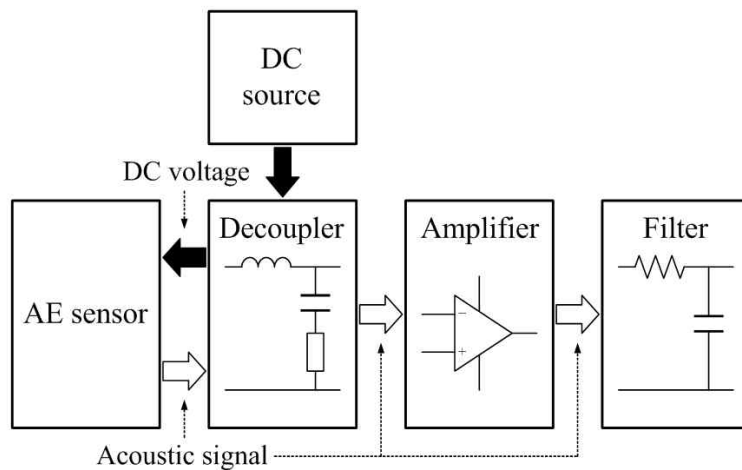 DC
source
DC voltage
Decoupler
Amplifier
Filter
AE sensor
− 
+
Acoustic signal